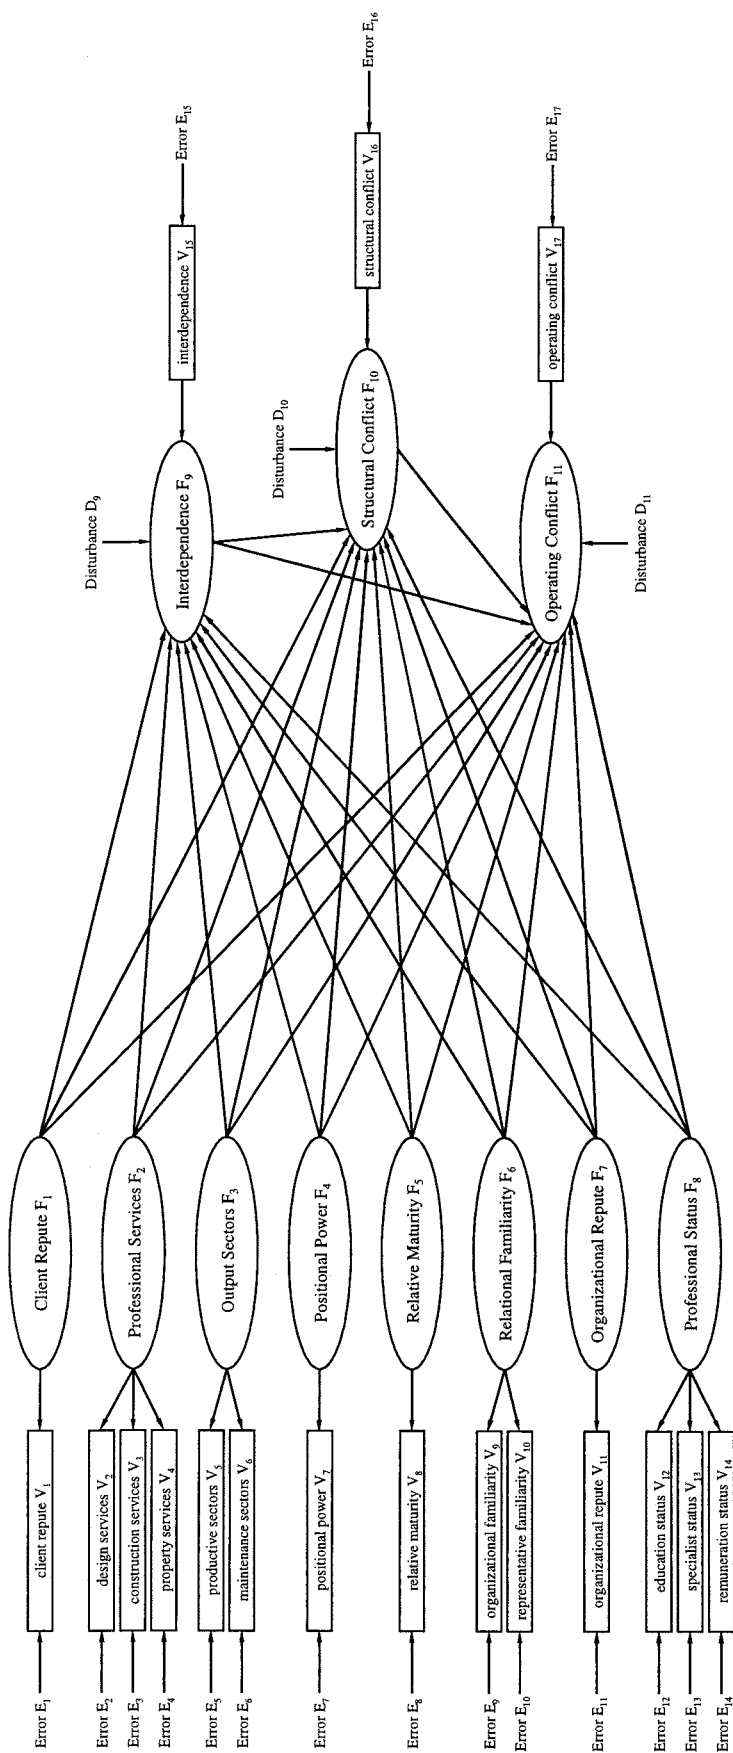 Error E1
Error E2
Error E3
Error E4
Error E5
Error E6
Error E7
Error E8
Error E9
Error E10
Error E11
Error E12
Error E13
Error E14
client repute V1
design services V2
construction services V3
property services V4
productive sectors V5
maintenance sectors V6
positional power V7
relative maturity V8
organizational familiarity V9
representative familiarity V10
organizational repute V11
education status V12
specialist status V13
remuneration status V14
Client Repute F1
Professional Services F2
Output Sectors F3
Positional Power F4
Relative Maturity F5
Relational Familiarity F6
Organizational Repute F7
Professional Status F8
Disturbance D9
Interdependence F9
interdependence V15
Error E15
Disturbance D10
Structural Conflict F10
structural conflict V16
Error E16
Operating Conflict F11
Disturbance D11
operating conflict V17
Error E17